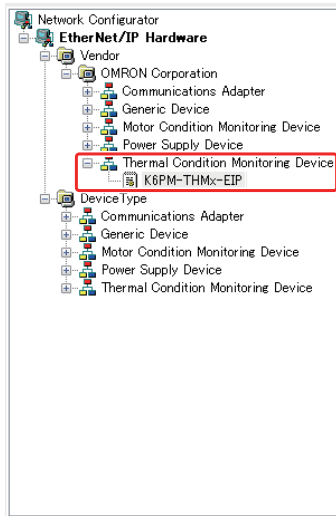 Network Configurator
EtherNet/IP Hardware
Vendor
OMRON Corporation
Communications Adapter
Generic Device
Motor Condition Monitoring Device
Power Supply Device
Thermal Condition Monitoring Device
K6PM-THMx-EIP
DeviceType
Communications Adapter
Generic Device
Motor Condition Monitoring Device
Power Supply Device
Thermal Condition Monitoring Device